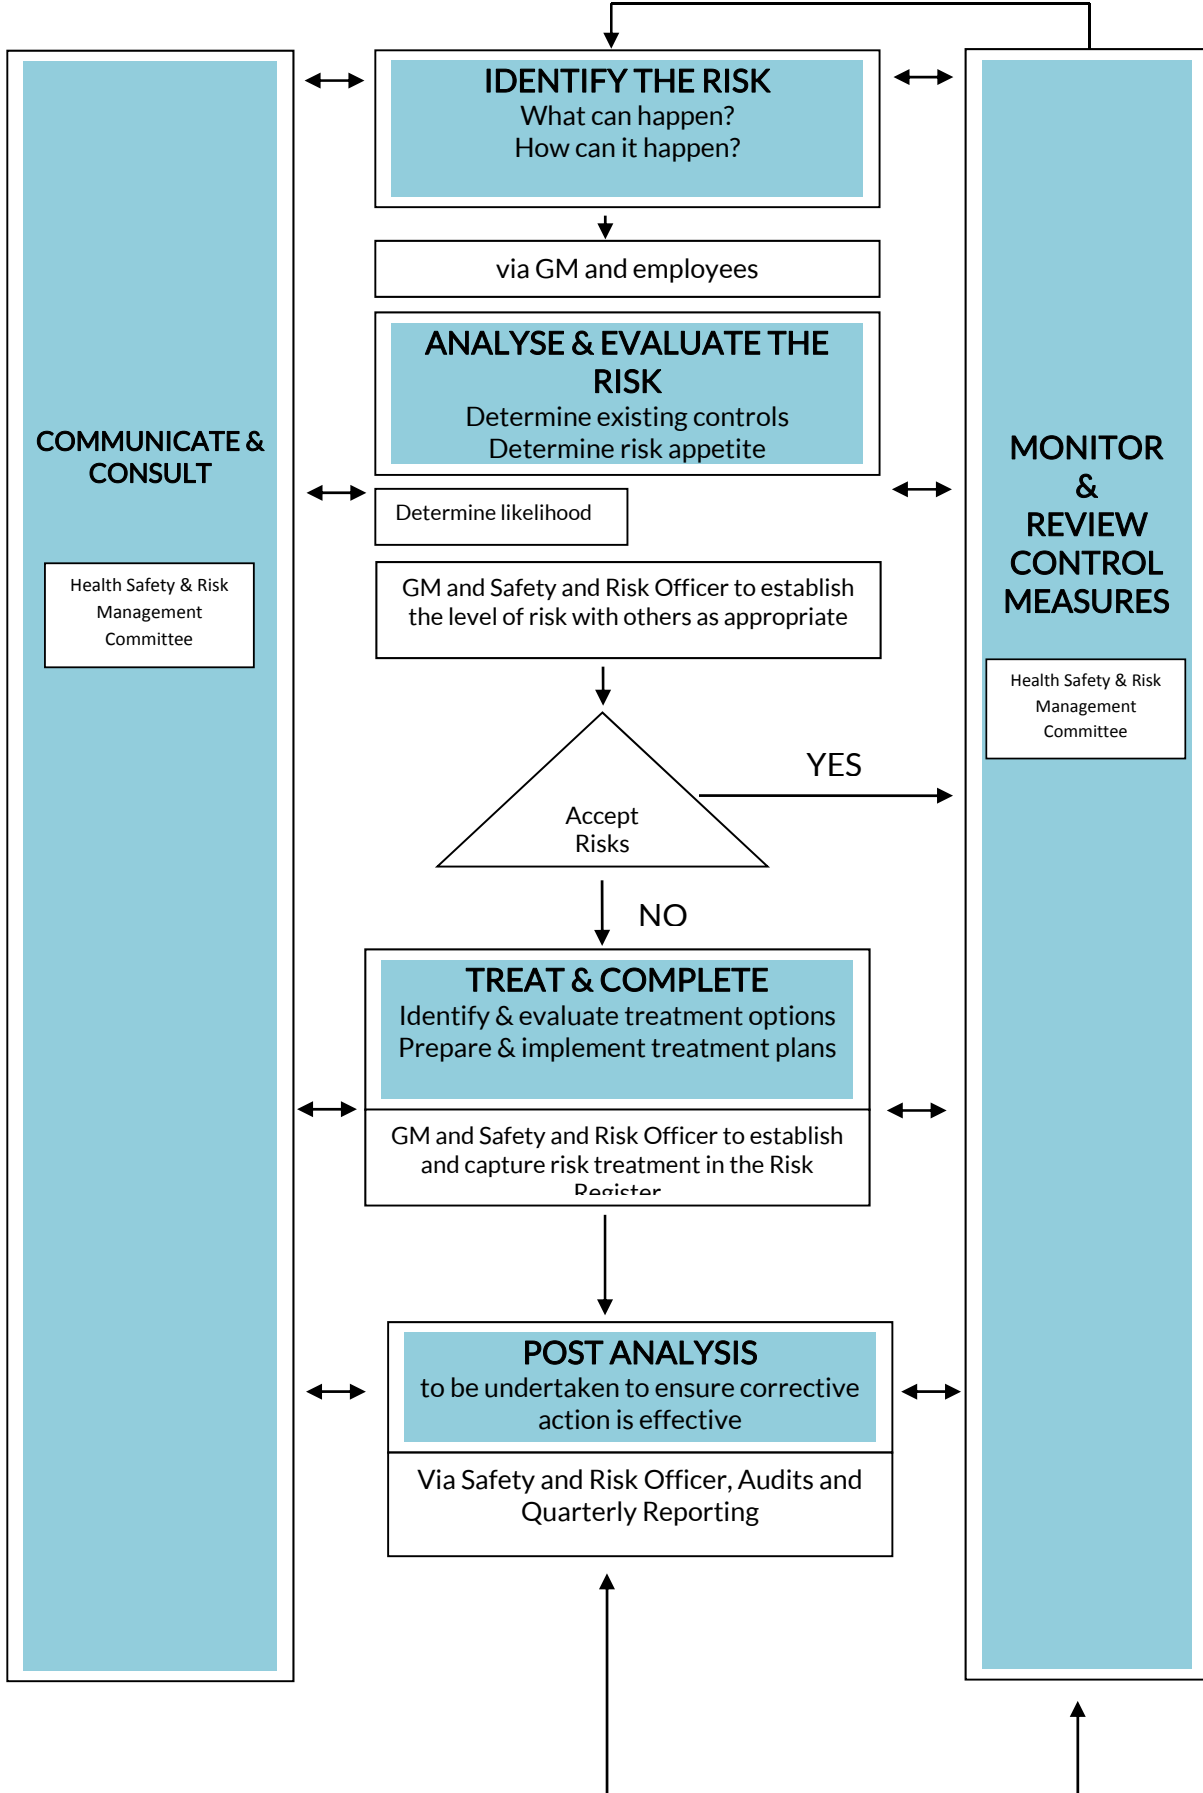 IDENTIFY THE RISK
What can happen?
How can it happen?
via GM and employees
ANALYSE & EVALUATE THE
RISK
Determine existing controls
Determine risk appetite
COMMUNICATE &
CONSULT
Health Safety & Risk
Management
Committee
Determine likelihood
GM and Safety and Risk Officer to establish
the level of risk with others as appropriate
MONITOR
&
REVIEW
CONTROL
MEASURES
Health Safety & Risk
Management
Committee
YES
Accept
Risks
NO
TREAT & COMPLETE
Identify & evaluate treatment options
Prepare & implement treatment plans
GM and Safety and Risk Officer to establish
and capture risk treatment in the Risk
Register
POST ANALYSIS
to be undertaken to ensure corrective
action is effective
Via Safety and Risk Officer, Audits and
Quarterly Reporting